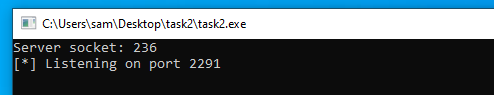 C:\Users\sam\Desktop\task2\task2.exe
Server socket: 236
[*] Listening on port 2291